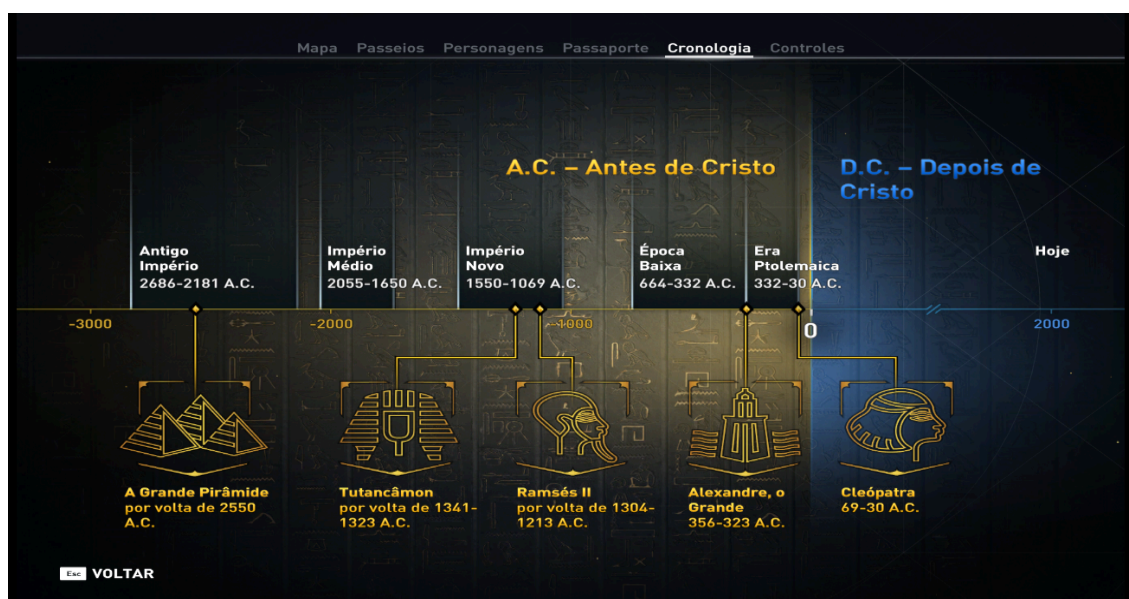 Mapa Passeios Personagens Passaporte Cronologia Controles
A.C. – Antes de Cristo
D.C. – Depois de
Cristo
Antigo
Império
2686-2181 A.C.
Império
Médio
2055-1650 A.C.
Império
Novo
1550-1069 A.C.
Época
Baixa
664-332 A.C.
Era
Ptolemaica
332-30 A.C.
Hoje
-3000
-2000
-1000
0
2000
A Grande Pirâmide
por volta de 2550
A.C.
Tutancâmon
por volta de 1341-
1323 A.C.
Ramsés II
por volta de 1304-
1213 A.C.
Alexandre, o
Grande
356-323 A.C.
Cleópatra
69-30 A.C.
Esc VOLTAR